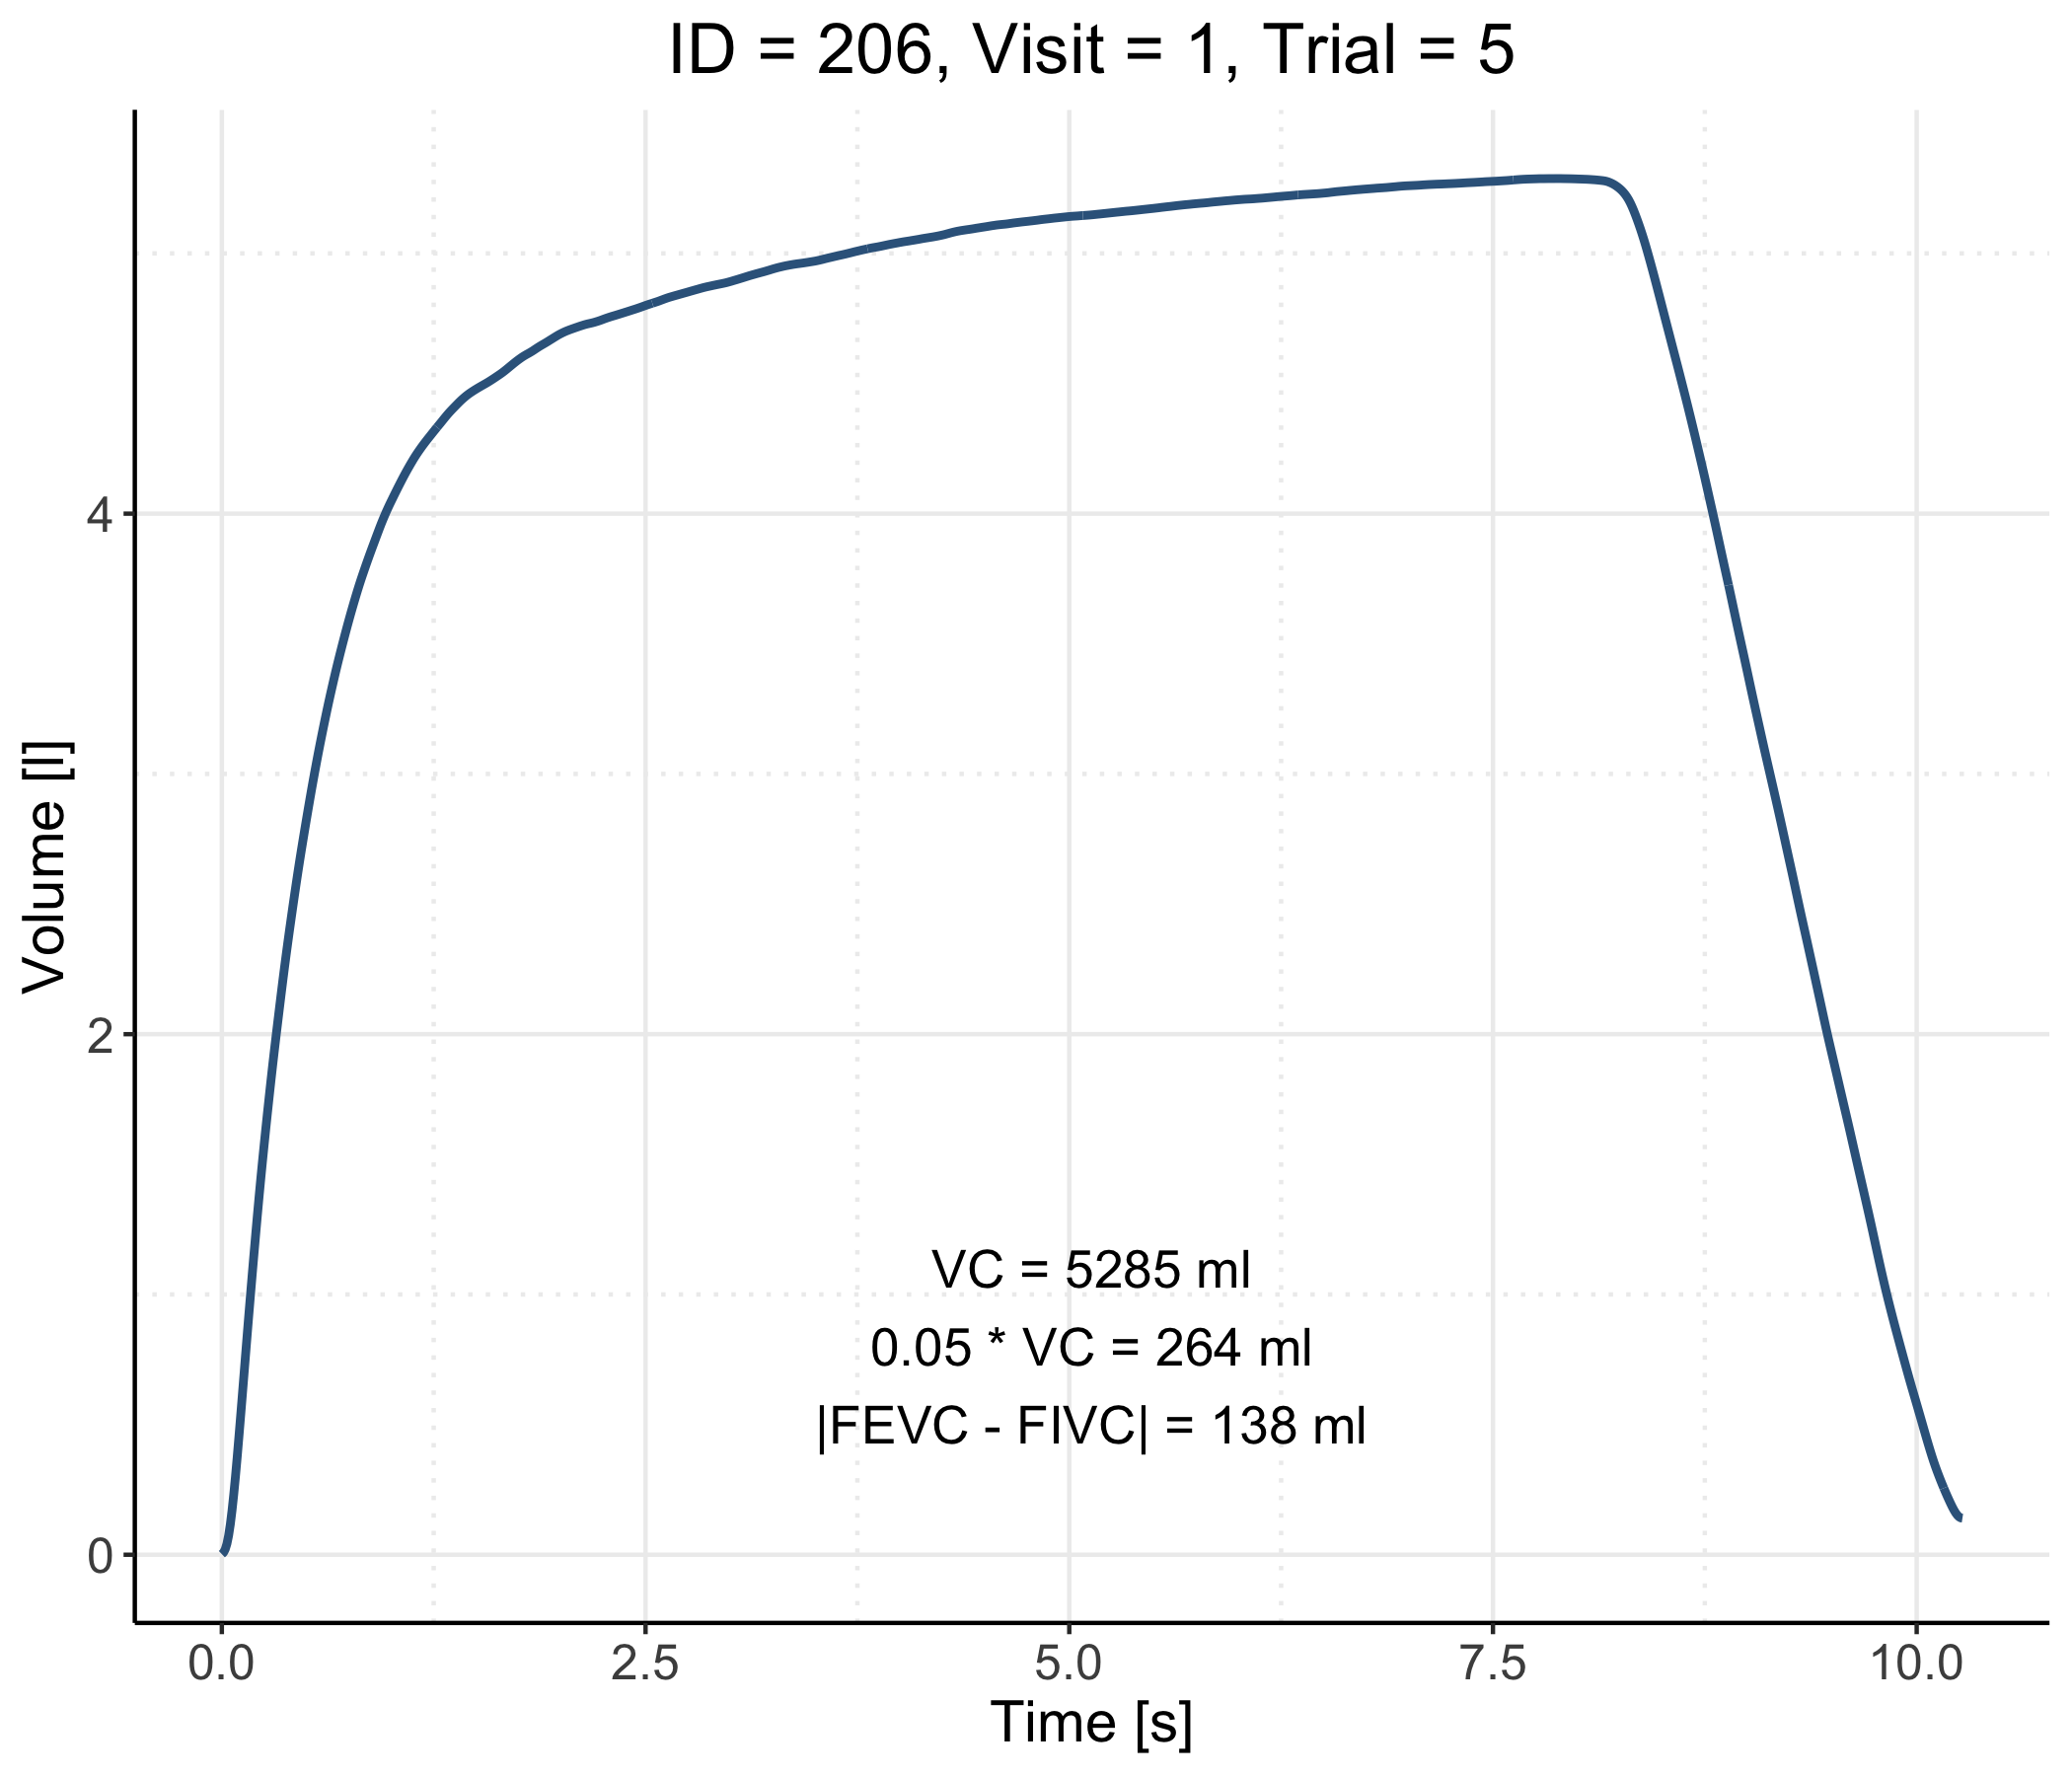 ID = 206, Visit = 1, Trial = 5
Volume [l]
4
2
0
VC = 5285 ml
0.05 * VC = 264 ml
|FEVC - FIVC| = 138 ml
0.0 2.5 5.0 7.5 10.0
Time [s]